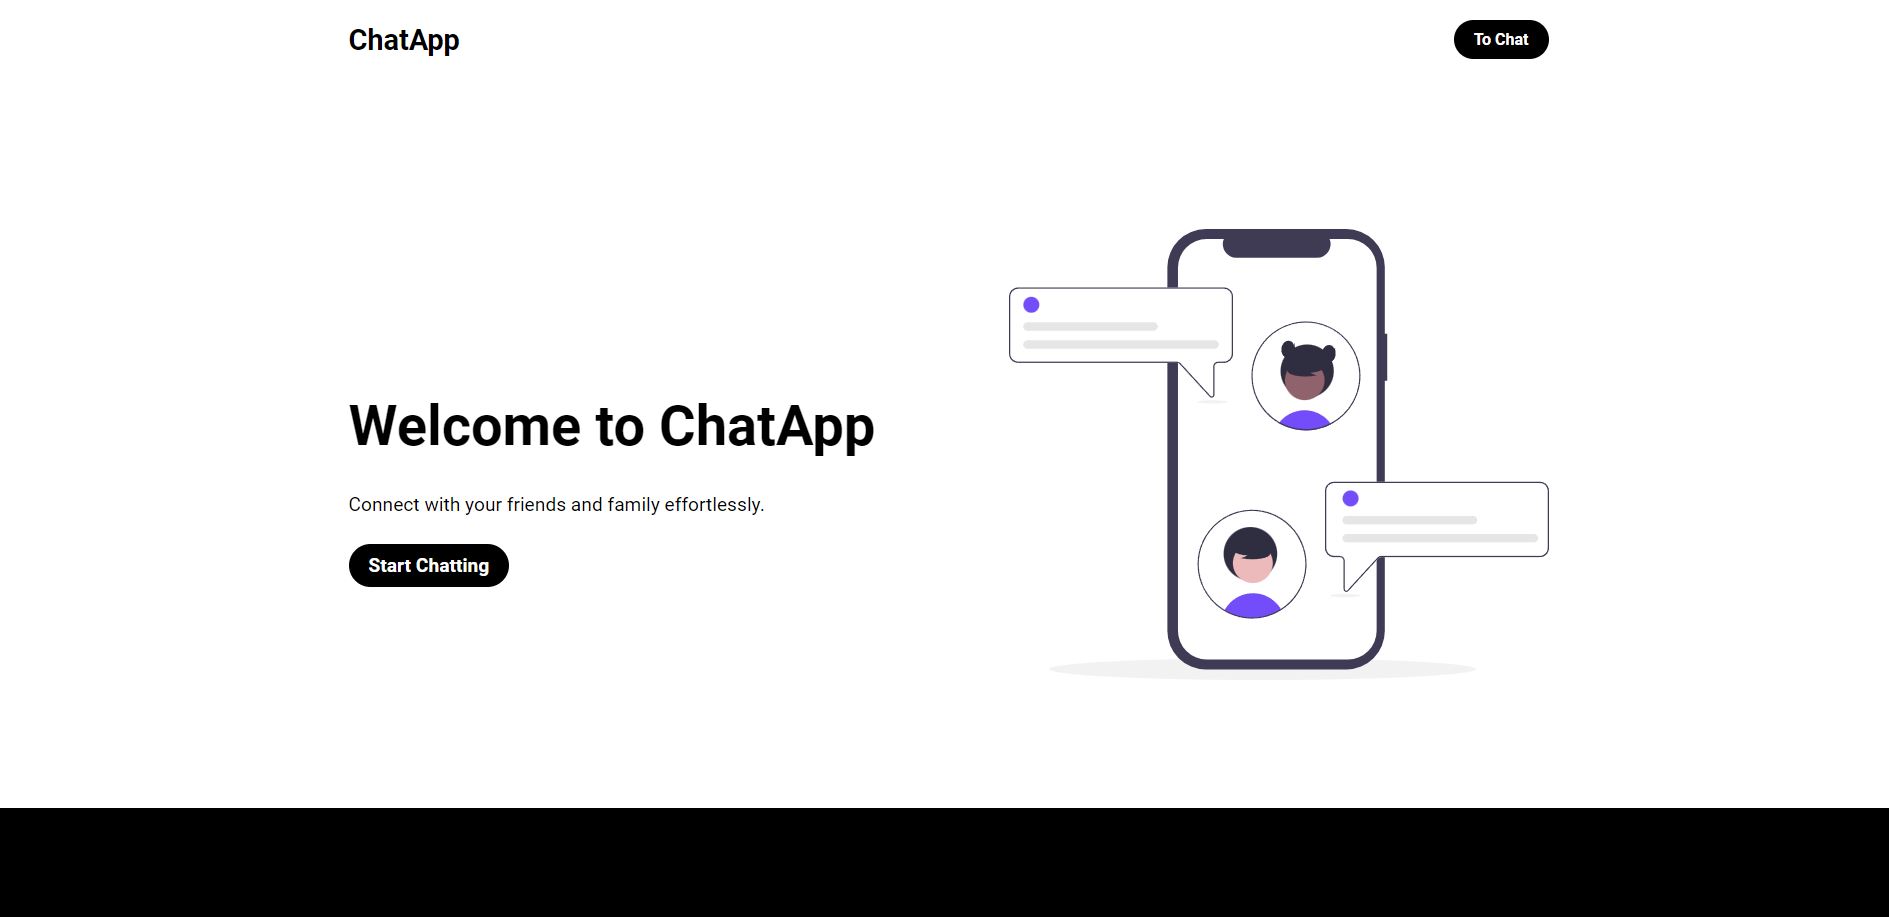 ChatApp
To Chat
Welcome to ChatApp
Connect with your friends and family effortlessly.
Start Chatting